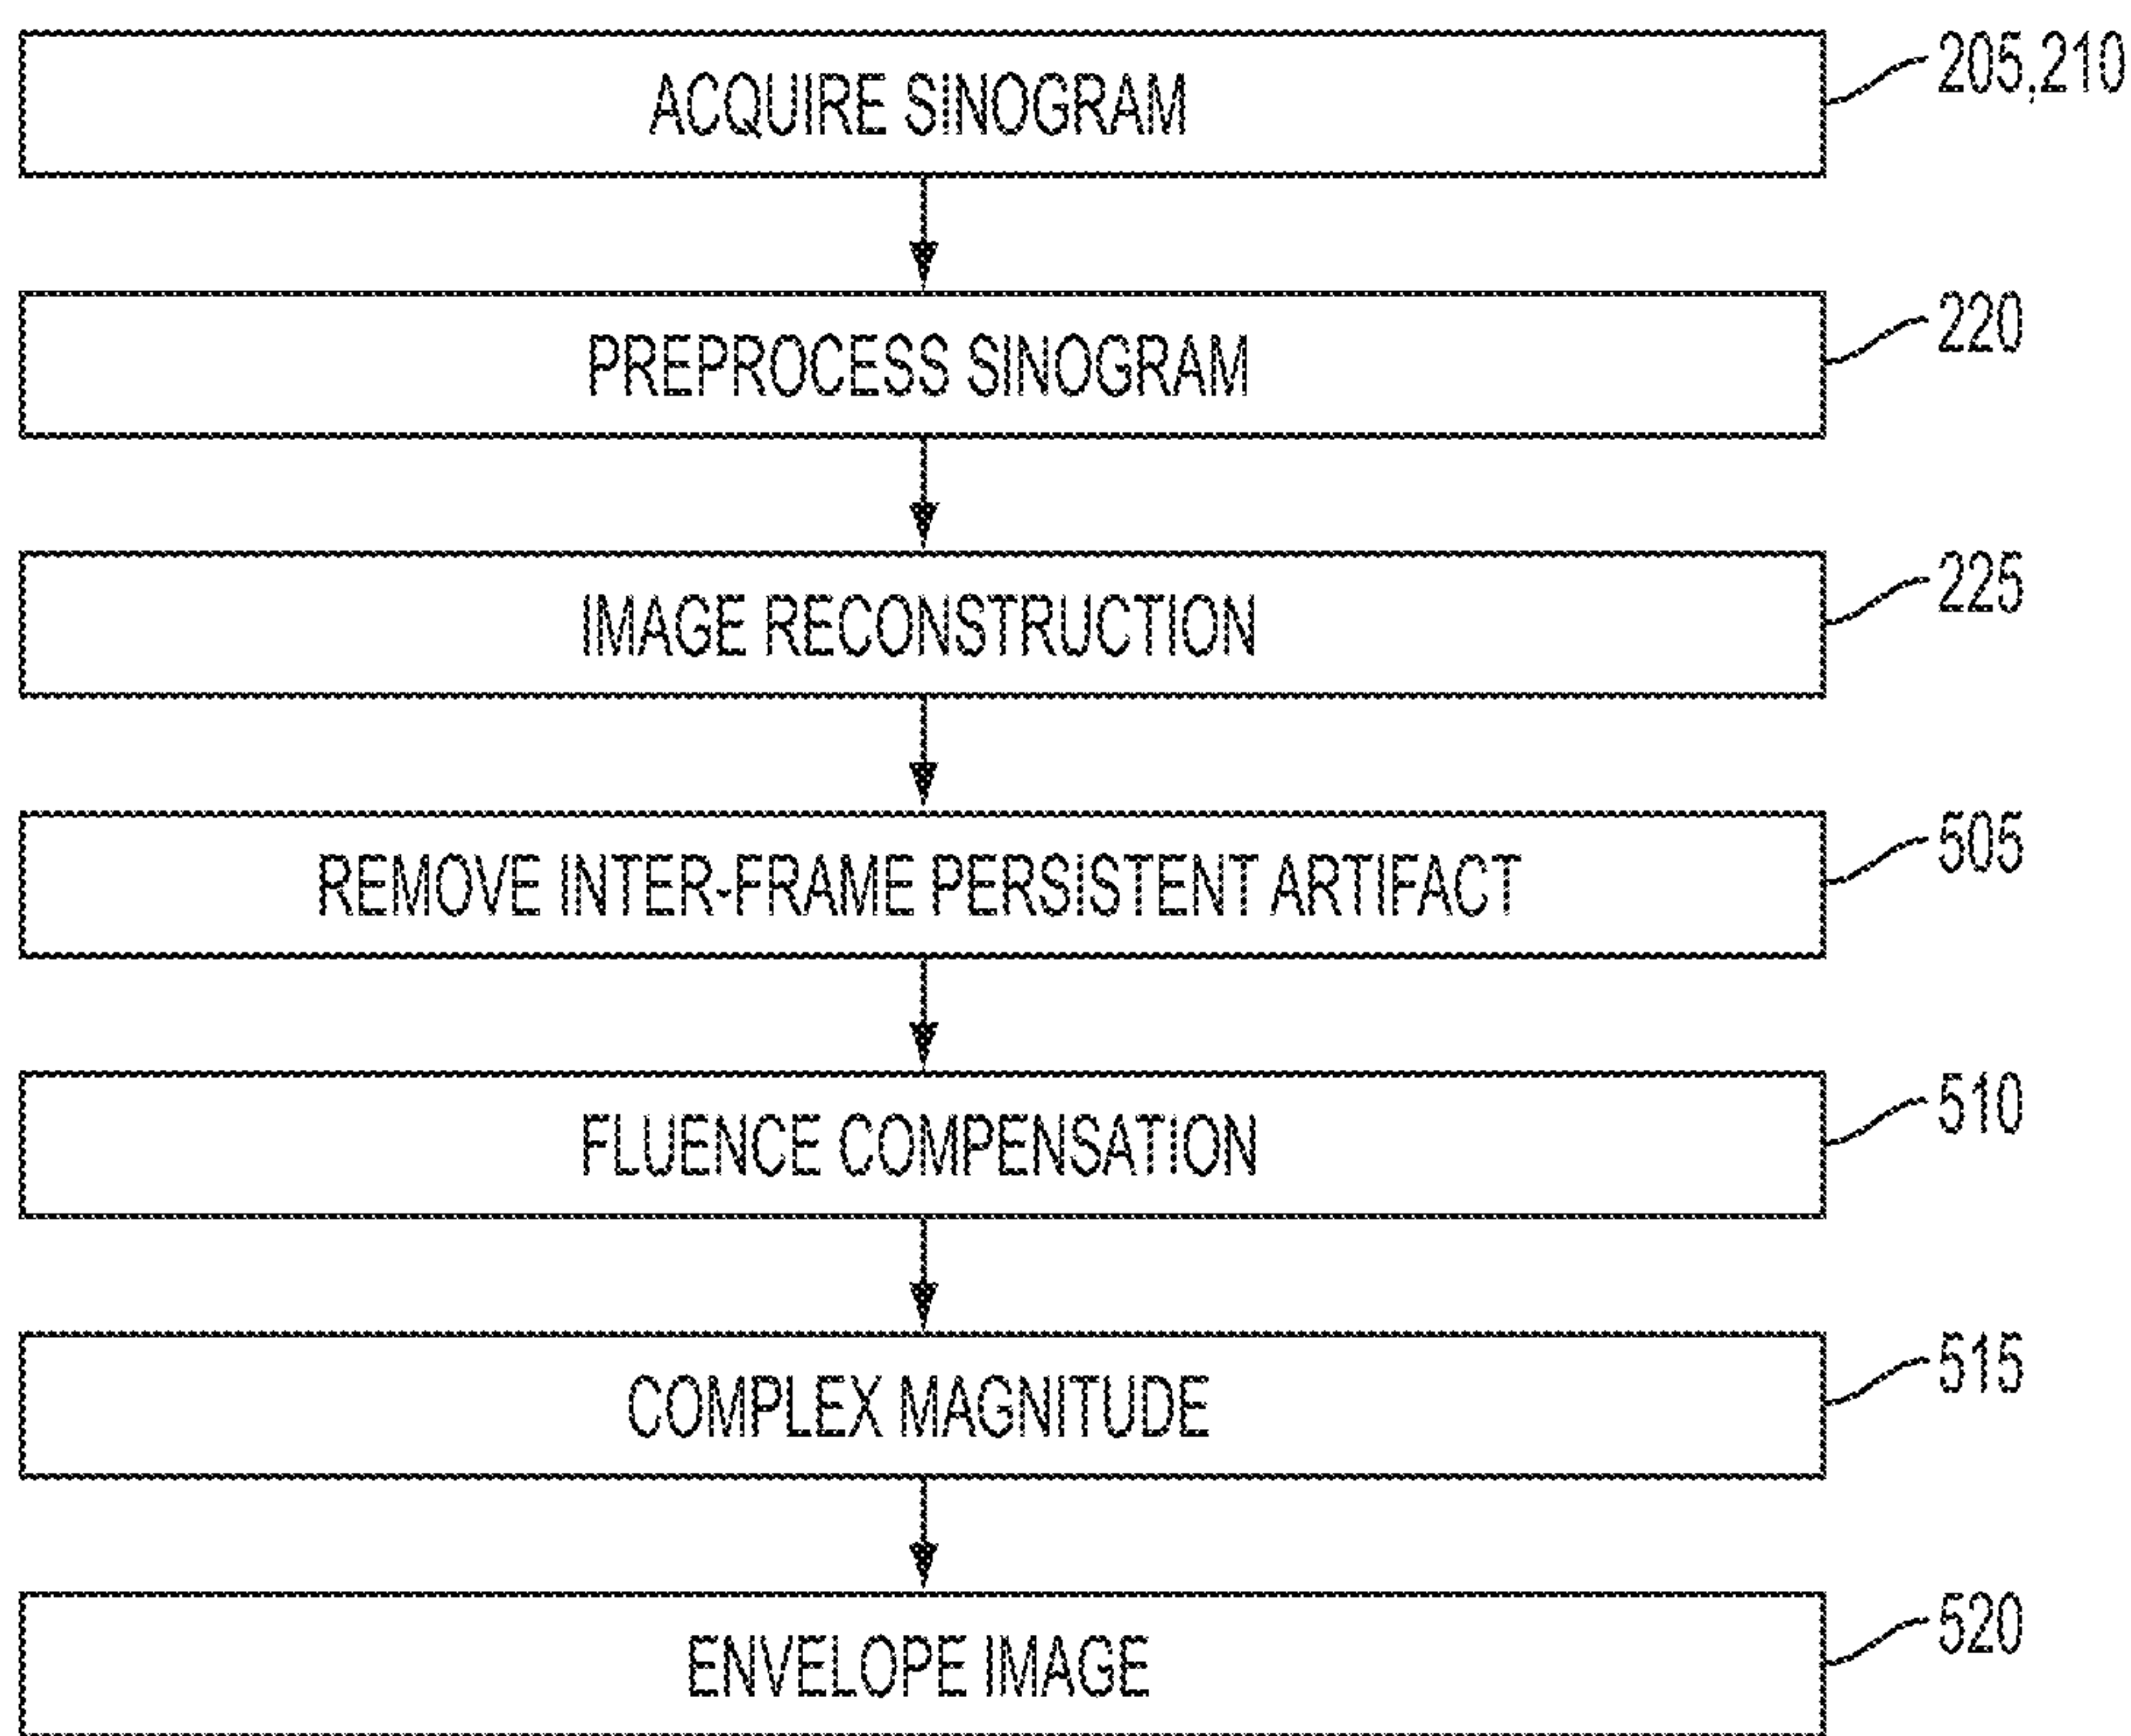 ACQUIRE SINOGRAM 205,210
PREPROCESS SINOGRAM 220
IMAGE RECONSTRUCTION 225
REMOVE INTER-FRAME PERSISTENT ARTIFACT 505
FLUENCE COMPENSATION 510
COMPLEX MAGNITUDE 515
ENVELOPE IMAGE 520